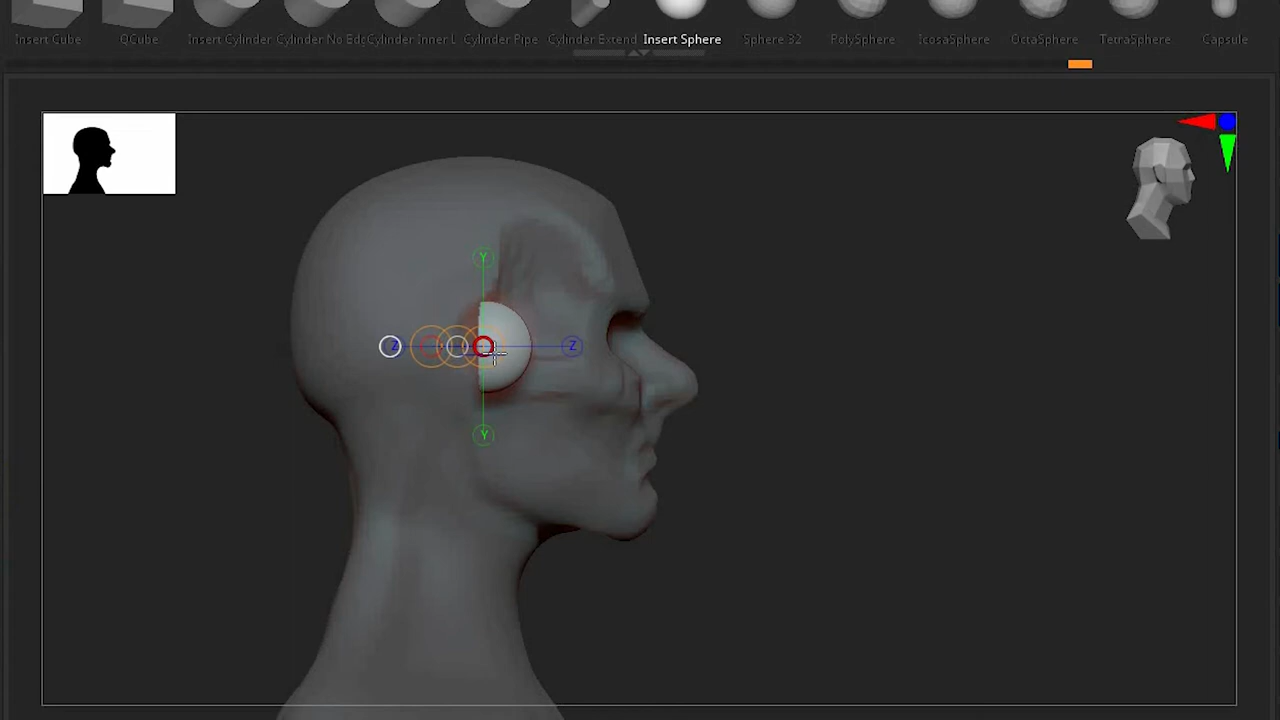 Insert Cube QCube Insert Cylinder Cylinder No Edg Cylinder Inner L Cylinder Pipe Cylinder Extend Insert Sphere Sphere 32 PolySphere IcosaSphere OctaSphere TetraSphere Capsule
Y
Z Z
Y